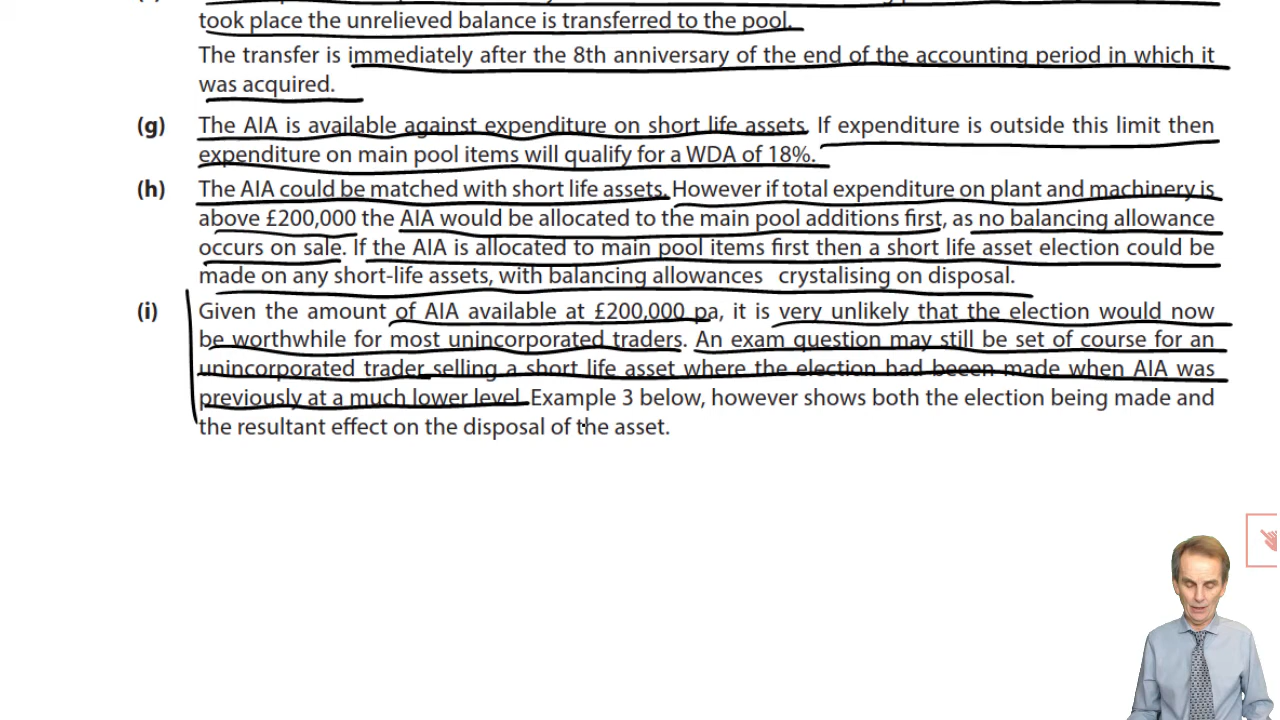 took place the unrelieved balance is transferred to the pool.
The transfer is immediately after the 8th anniversary of the end of the accounting period in which it
was acquired.
(g) The AIA is available against expenditure on short life assets. If expenditure is outside this limit then
expenditure on main pool items will qualify for a WDA of 18%.
(h) The AIA could be matched with short life assets. However if total expenditure on plant and machinery is
above £200,000 the AIA would be allocated to the main pool additions first, as no balancing allowance
occurs on sale. If the AIA is allocated to main pool items first then a short life asset election could be
made on any short-life assets, with balancing allowances crystalising on disposal.
(i) Given the amount of AIA available at £200,000 pa, it is very unlikely that the election would now
be worthwhile for most unincorporated traders. An exam question may still be set of course for an
unincorporated trader selling a short life asset where the election had beeen made when AIA was
previously at a much lower level. Example 3 below, however shows both the election being made and
the resultant effect on the disposal of the asset.